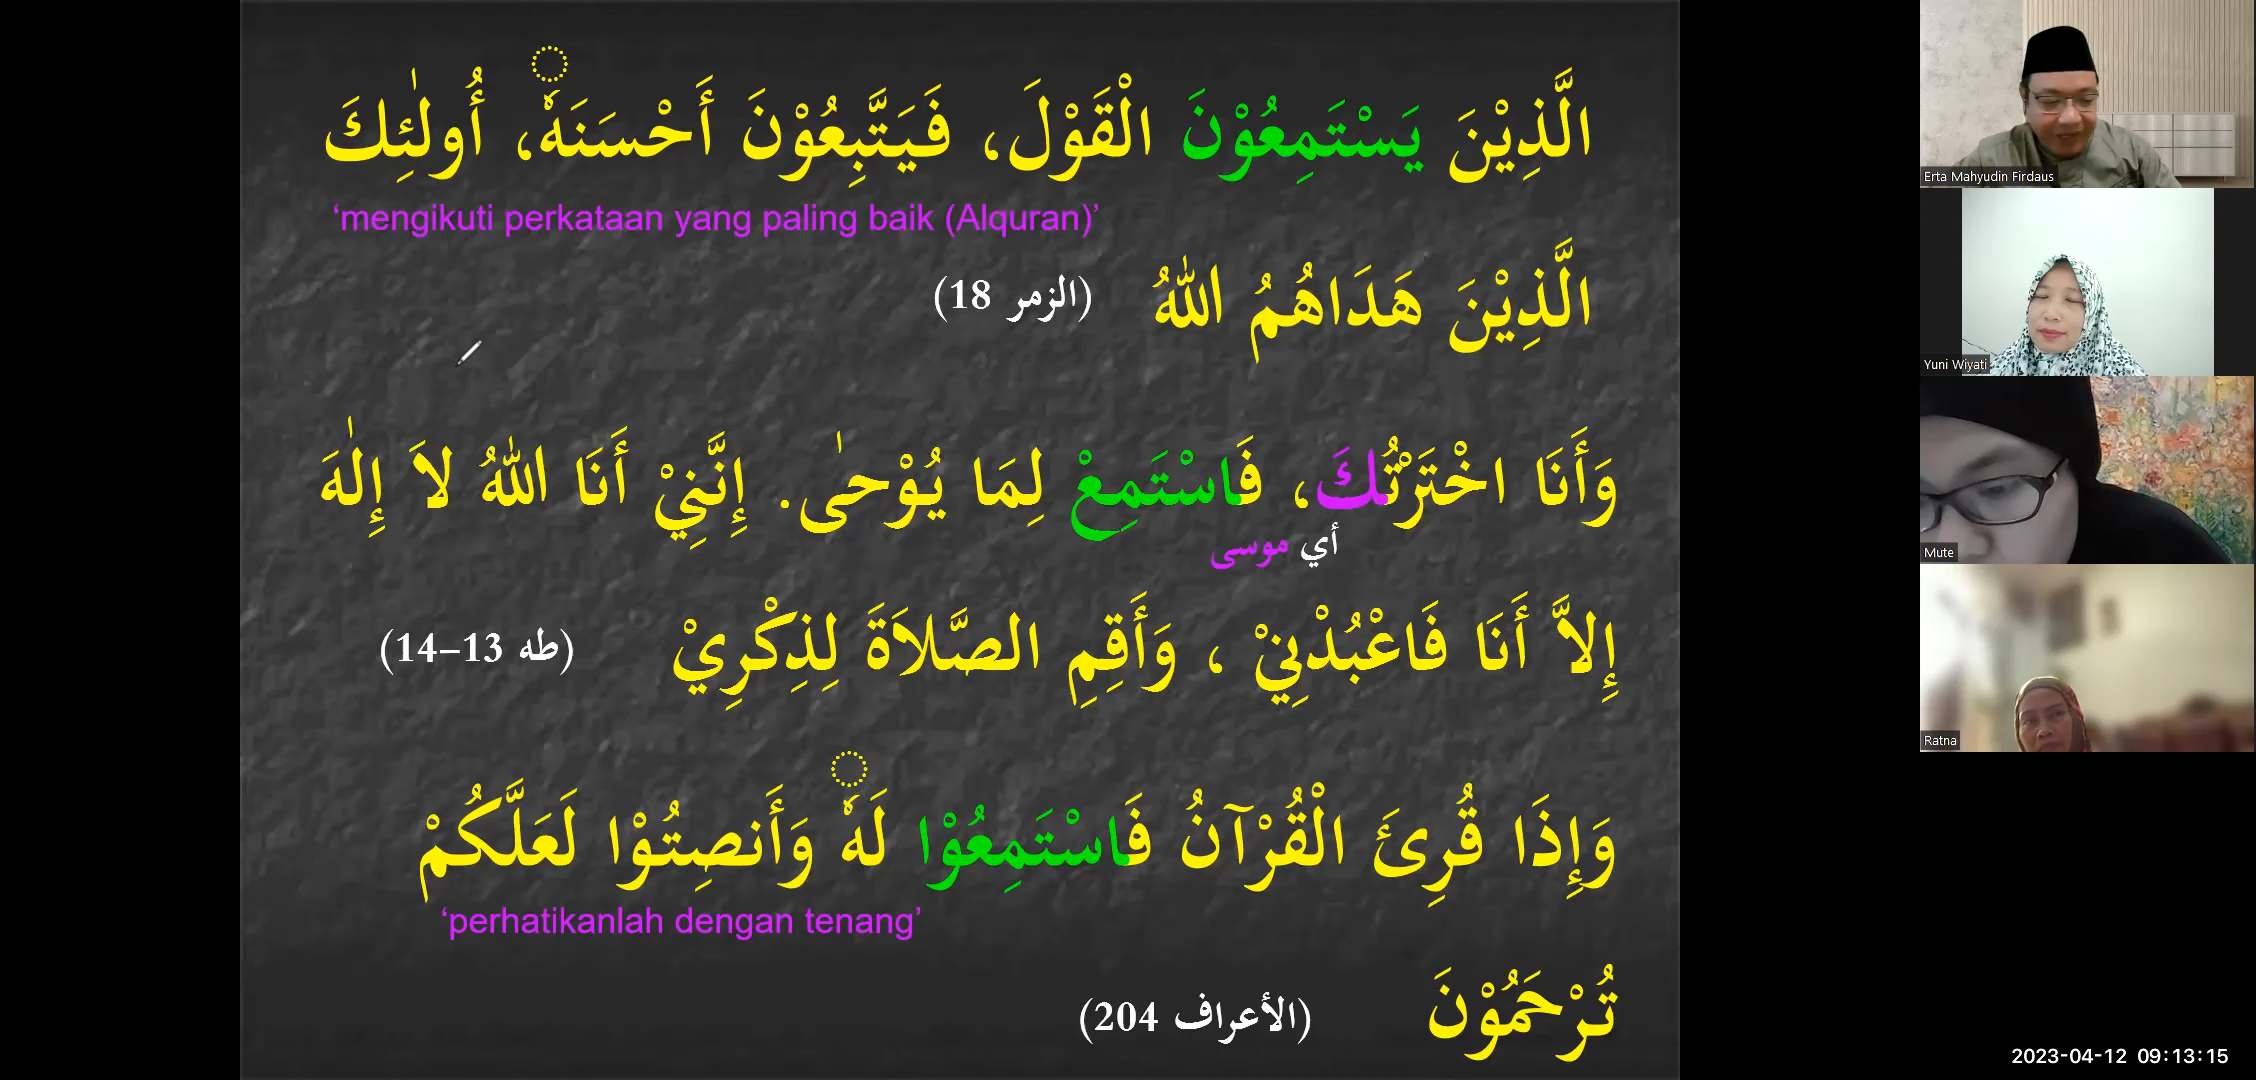 الَّذِيْنَ يَسْتَمِعُوْنَ الْقَوْلَ، فَيَتَّبِعُوْنَ أَحْسَنَهٗ، أُولٰئِكَ
‘mengikuti perkataan yang paling baik (Alquran)’
الَّذِيْنَ هَدَاهُمُ اللهُ (الزمر 18)
وَأَنَا اخْتَرْتُكَ، فَاسْتَمِعْ لِمَا يُوْحىٰ. إِنَّنِيْ أَنَا اللهُ لاَ إِلٰهَ
أي موسى
إِلاَّ أَنَا فَاعْبُدْنِيْ ، وَأَقِمِ الصَّلاَةَ لِذِكْرِيْ (طه 13–14)
وَإِذَا قُرِئَ الْقُرْآنُ فَاسْتَمِعُوْا لَهٗ وَأَنصِتُوْا لَعَلَّكُمْ
‘perhatikanlah dengan tenang’
تُرْحَمُوْنَ (الأعراف 204)
Erta Mahyudin Firdaus
Yuni Wiyati
Mute
Ratna
2023-04-12 09:13:15